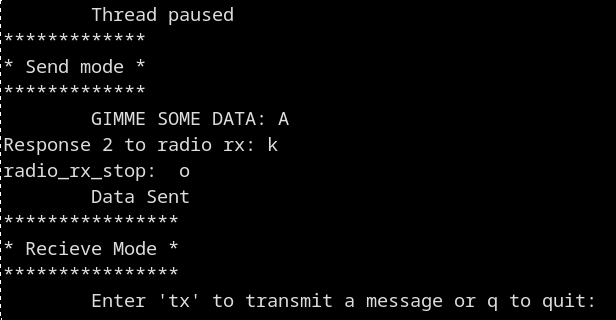 Thread paused
*************
* Send mode *
*************
GIMME SOME DATA: A
Response 2 to radio rx: k
radio_rx_stop:  o
Data Sent
****************
* Recieve Mode *
****************
Enter 'tx' to transmit a message or q to quit: